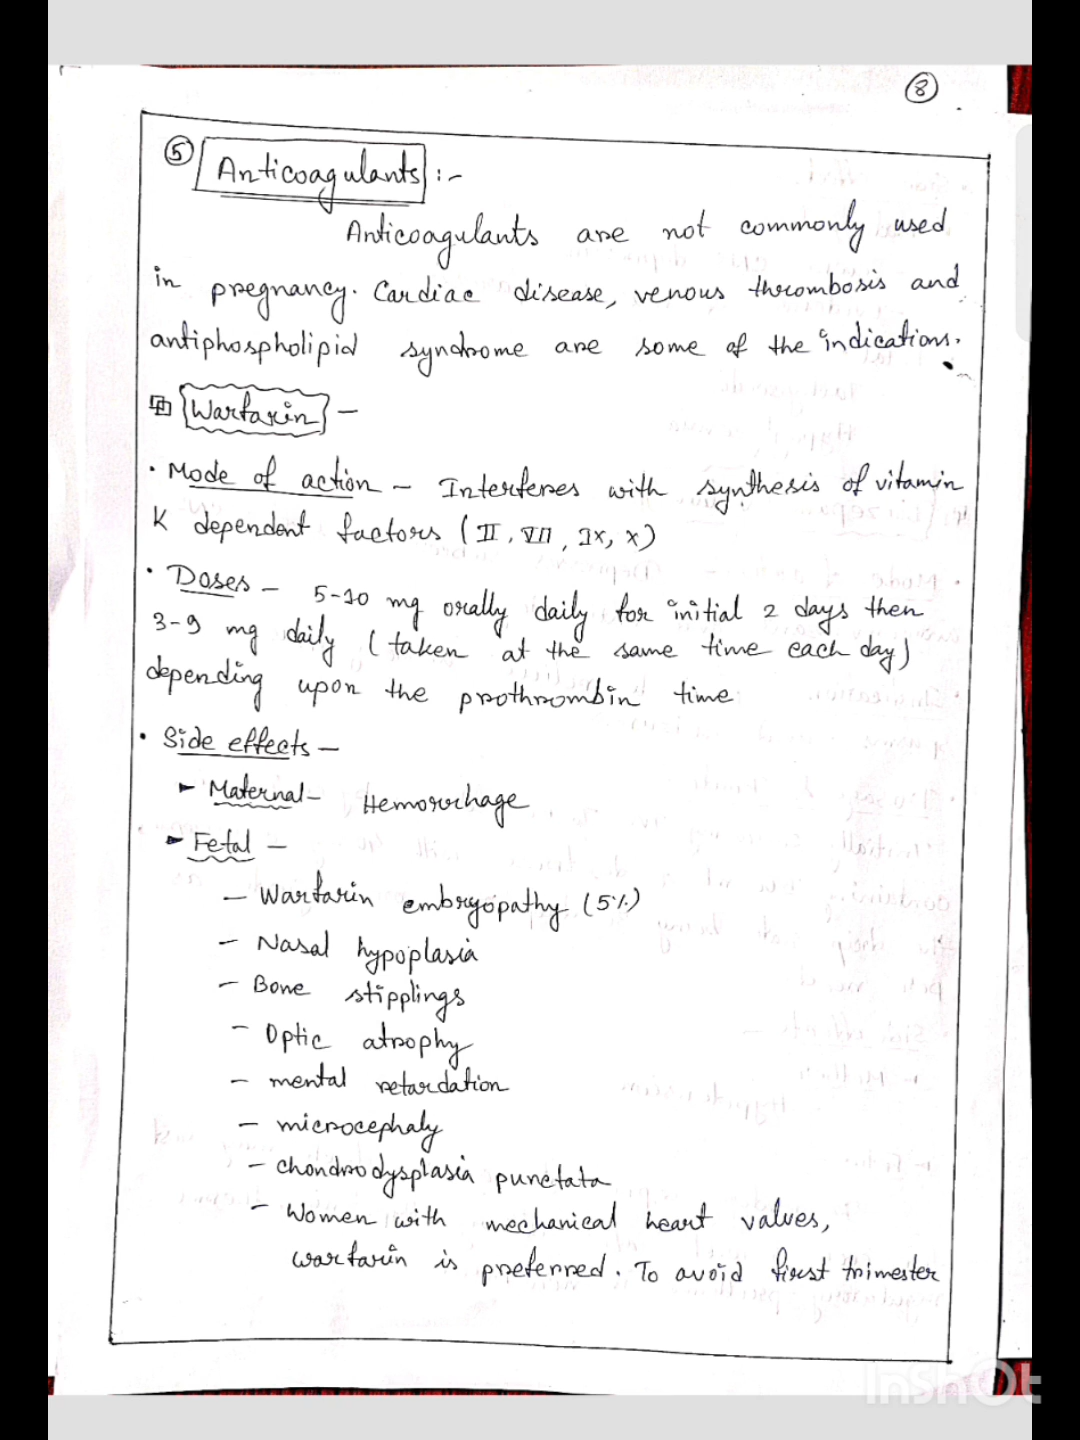 8
5 Anticoagulants :-
Anticoagulants are not commonly used
in pregnancy. Cardiac disease, venous thrombosis and
antiphospholipid syndrome are some of the indications.
Warfarin -
• Mode of action - Interferes with synthesis of vitamin
K dependent factors (II, VII, IX, X)
• Doses - 5-10 mg orally daily for initial 2 days then
3-9 mg daily (taken at the same time each day)
depending upon the prothrombin time
• Side effects -
► Maternal - Hemorrhage
► Fetal -
- Warfarin embryopathy (5%)
- Nasal hypoplasia
- Bone stipplings
- Optic atrophy
- mental retardation
- microcephaly
- chondrodysplasia punctata
- Women with mechanical heart valves,
warfarin is preferred. To avoid first trimester
InShOt